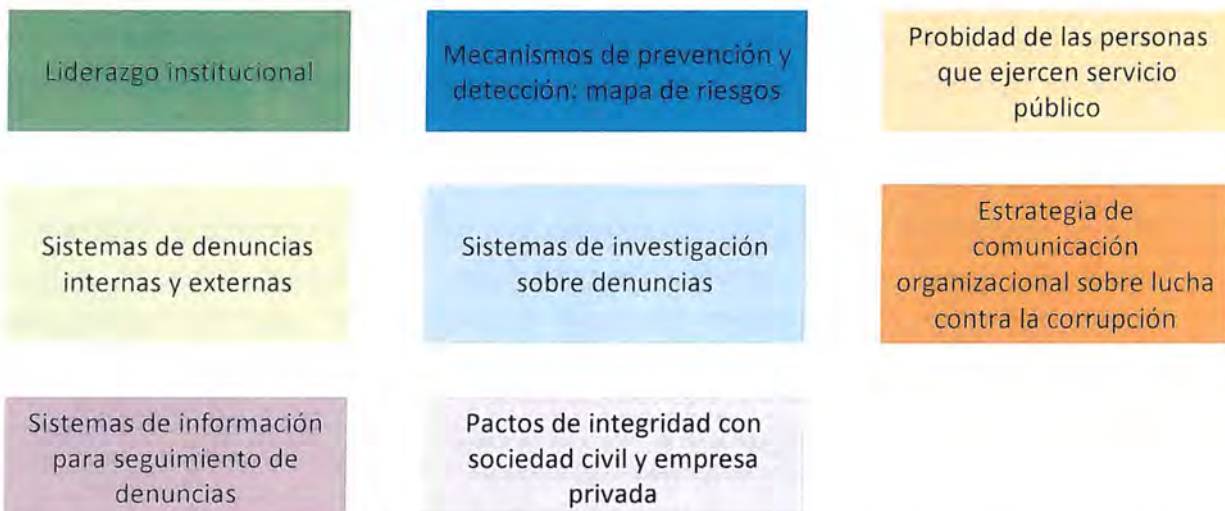 Liderazgo institucional
Mecanismos de prevención y
detección: mapa de riesgos
Probidad de las personas
que ejercen servicio
público
Sistemas de denuncias
internas y externas
Sistemas de investigación
sobre denuncias
Estrategia de
comunicación
organizacional sobre lucha
contra la corrupción
Sistemas de información
para seguimiento de
denuncias
Pactos de integridad con
sociedad civil y empresa
privada